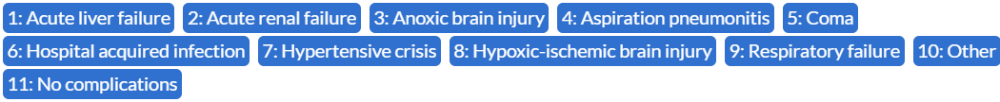 1: Acute liver failure 2: Acute renal failure 3: Anoxic brain injury 4: Aspiration pneumonitis 5: Coma
6: Hospital acquired infection 7: Hypertensive crisis 8: Hypoxic-ischemic brain injury 9: Respiratory failure 10: Other
11: No complications